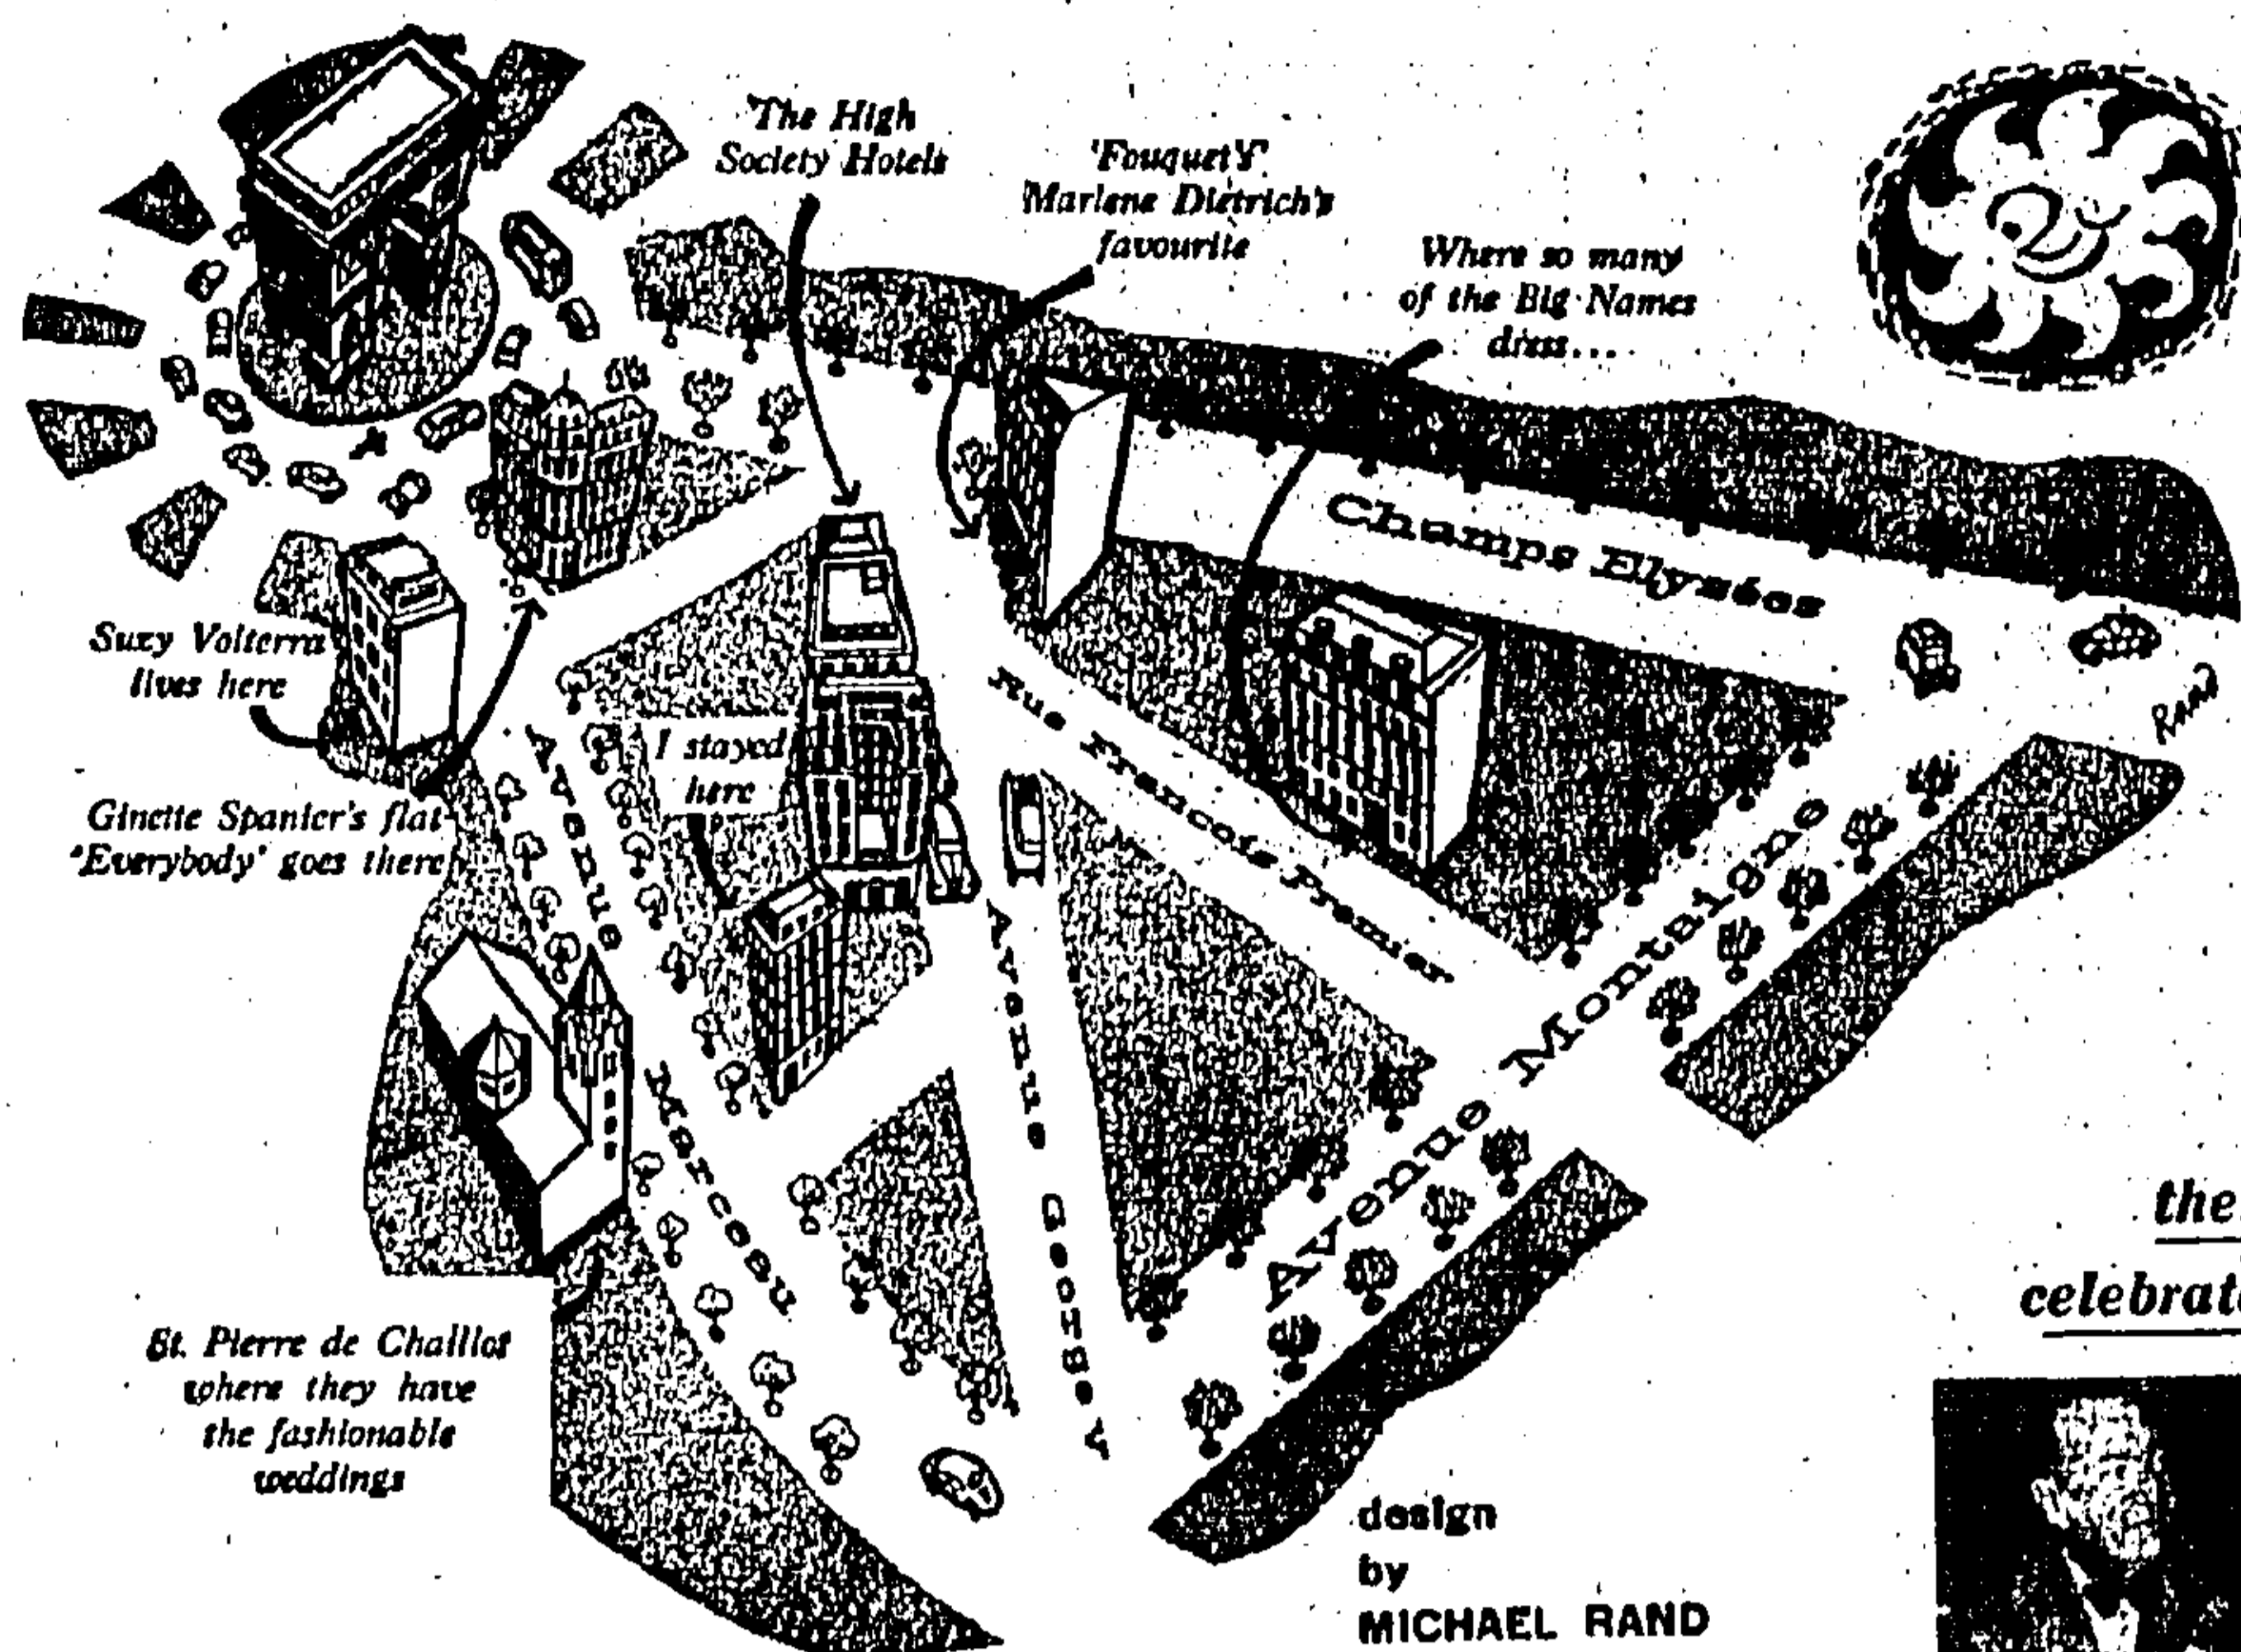 'The High
Society Hotels
'Fouquet's'
Marlene Dietrich's
favourite
Where so many
of the Big Names
dress...
Champs Elysées
Suzy Volterra
lives here
I stayed
here
Ginette Spanier's flat
'Everybody' goes there
Rue Francois Premier
Avenue Marceau
Avenue George V
Avenue Montaigne
RAND
St. Pierre de Chaillot
where they have
the fashionable
weddings
design
by
MICHAEL RAND
the
celebrat